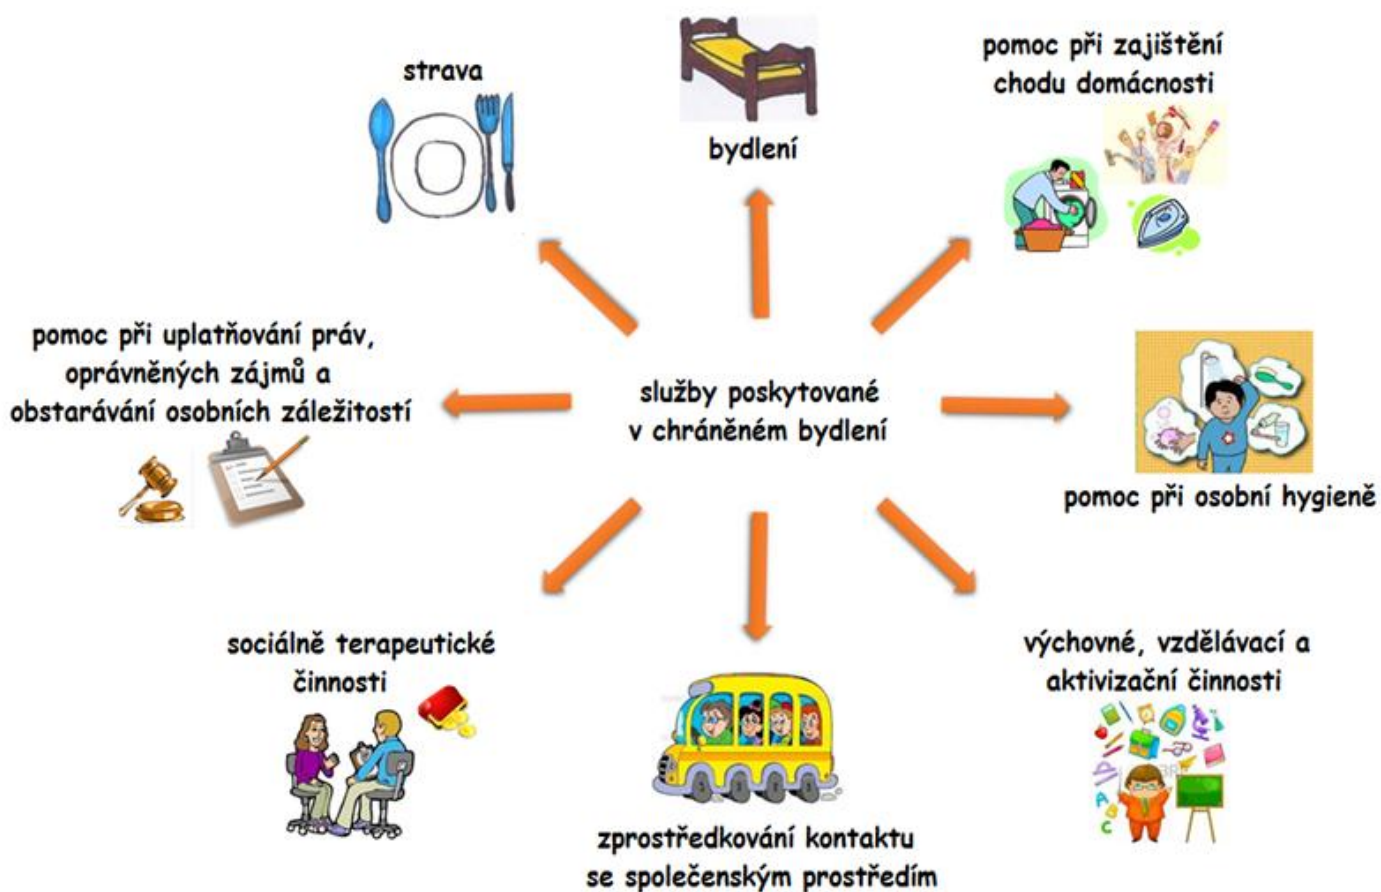 strava
bydlení
pomoc při zajištění
chodu domácnosti
pomoc při uplatňování práv,
oprávněných zájmů a
obstarávání osobních záležitostí
služby poskytované
v chráněném bydlení
pomoc při osobní hygieně
sociálně terapeutické
činnosti
zprostředkování kontaktu
se společenským prostředím
výchovné, vzdělávací a
aktivizační činnosti
A
B
C